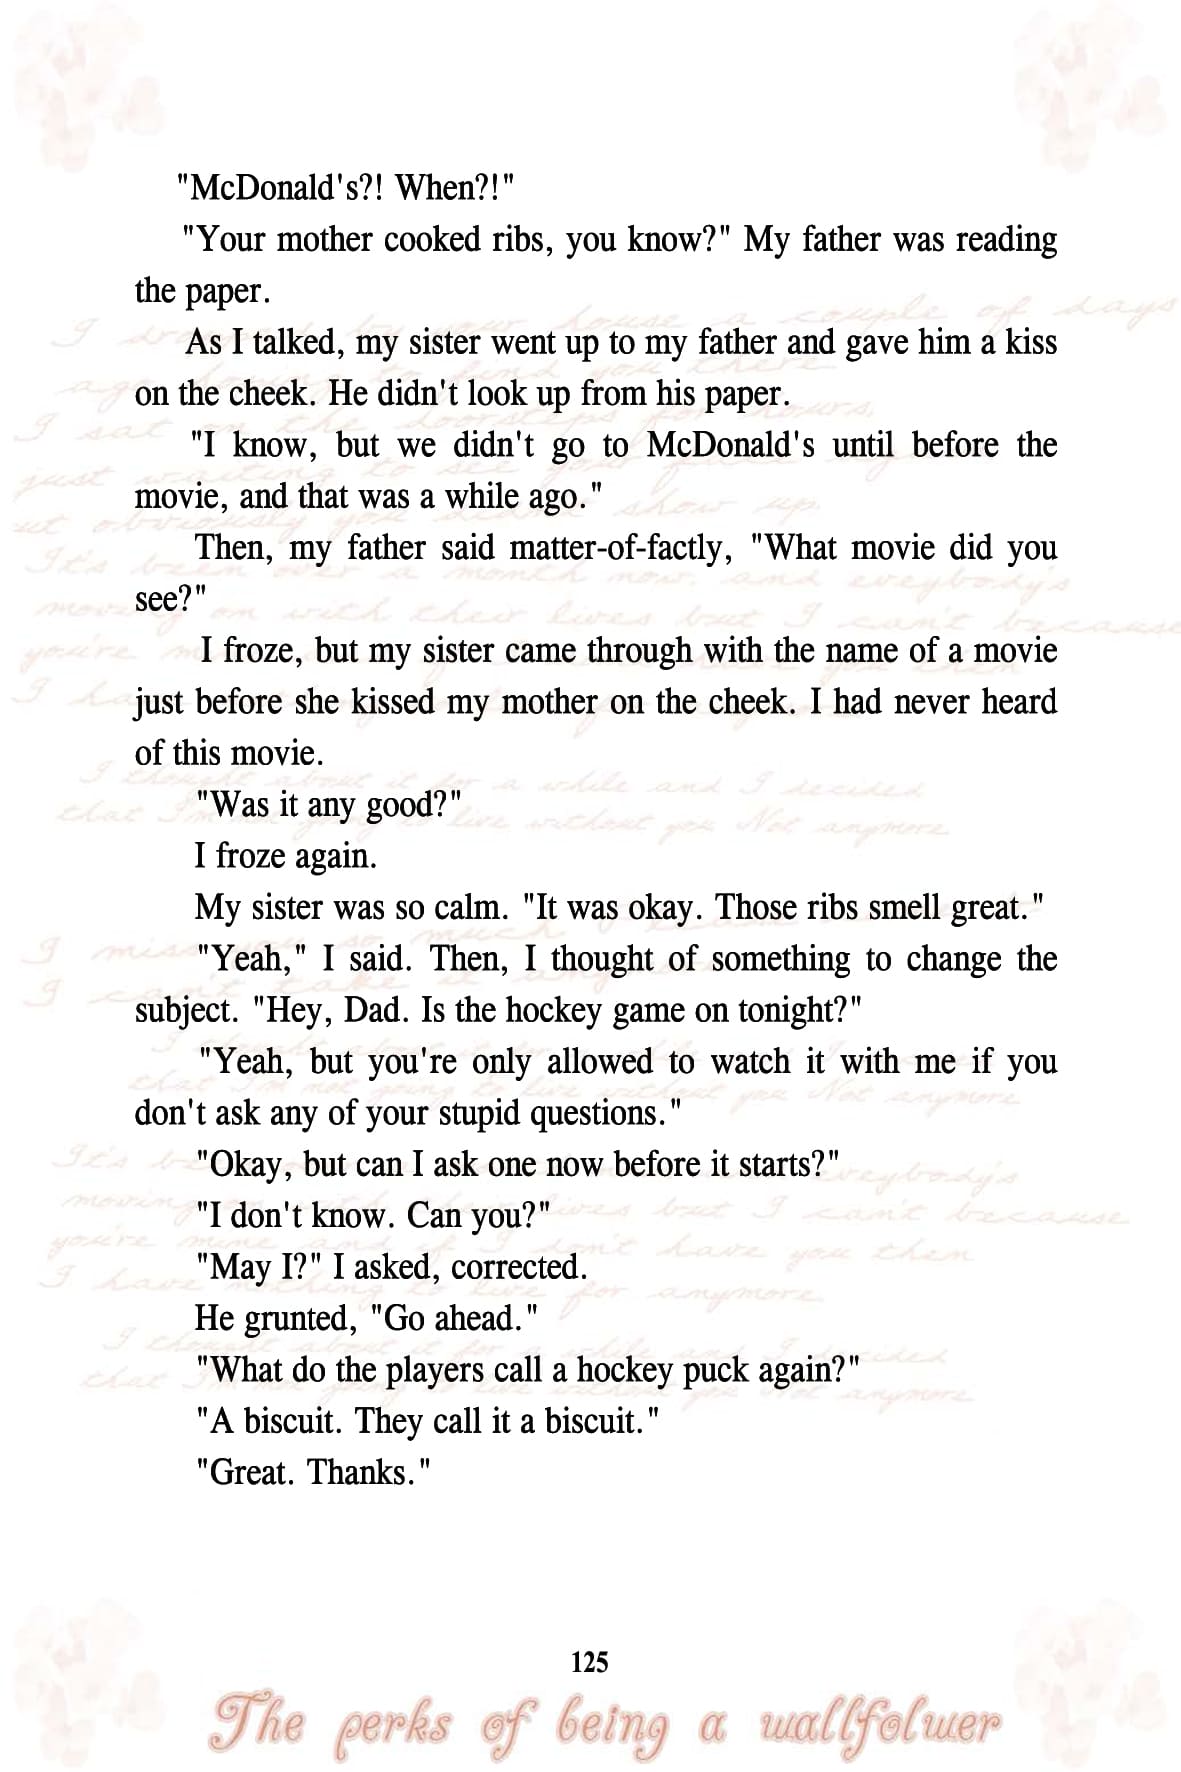 "McDonald's?! When?!"
"Your mother cooked ribs, you know?" My father was reading
the paper.
As I talked, my sister went up to my father and gave him a kiss
on the cheek. He didn't look up from his paper.
"I know, but we didn't go to McDonald's until before the
movie, and that was a while ago."
Then, my father said matter-of-factly, "What movie did you
see?"
I froze, but my sister came through with the name of a movie
just before she kissed my mother on the cheek. I had never heard
of this movie.
"Was it any good?"
I froze again.
My sister was so calm. "It was okay. Those ribs smell great."
"Yeah," I said. Then, I thought of something to change the
subject. "Hey, Dad. Is the hockey game on tonight?"
"Yeah, but you're only allowed to watch it with me if you
don't ask any of your stupid questions."
"Okay, but can I ask one now before it starts?"
"I don't know. Can you?"
"May I?" I asked, corrected.
He grunted, "Go ahead."
"What do the players call a hockey puck again?"
"A biscuit. They call it a biscuit."
"Great. Thanks."
125
The perks of being a wallfolwer